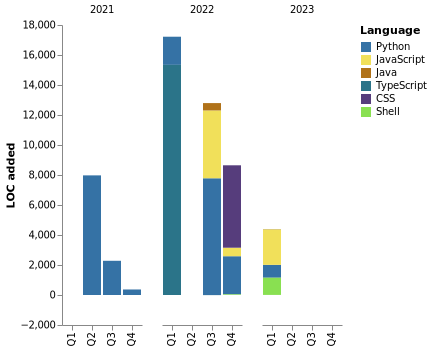 2021 2022 2023
Language
Python
JavaScript
Java
TypeScript
CSS
Shell
LOC added
18,000
16,000
14,000
12,000
10,000
8,000
6,000
4,000
2,000
0
−2,000
Q1 Q2 Q3 Q4 Q1 Q2 Q3 Q4 Q1 Q2 Q3 Q4